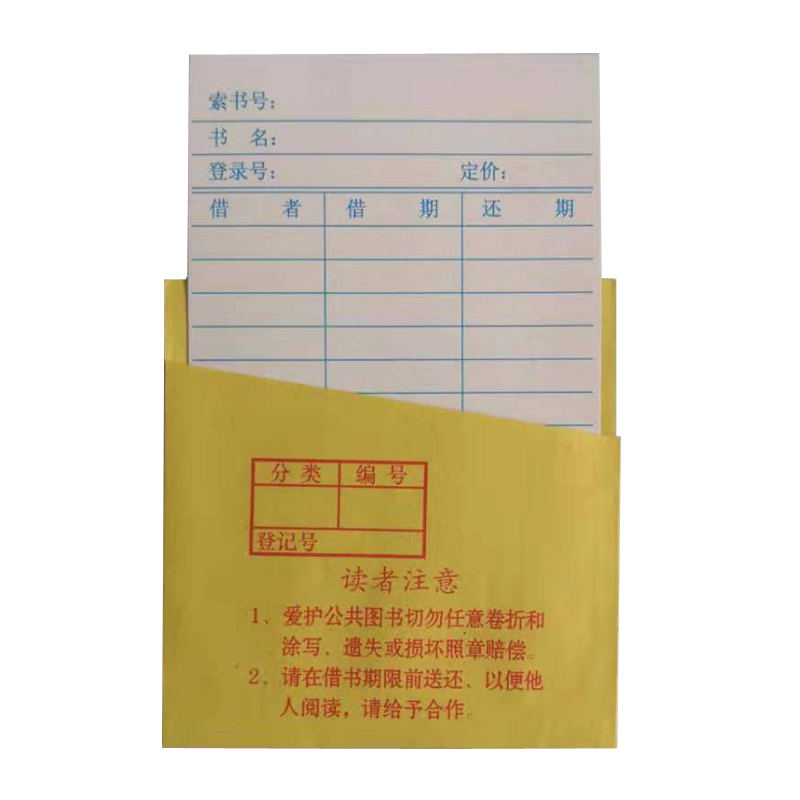 索书号：
书 名：
登录号： 定价：
借 者 借 期 还 期
分类 编号
登记号
读者注意
1、爱护公共图书切勿任意卷折和
涂写、遗失或损坏照章赔偿。
2、请在借书期限前送还、以便他
人阅读，请给予合作。